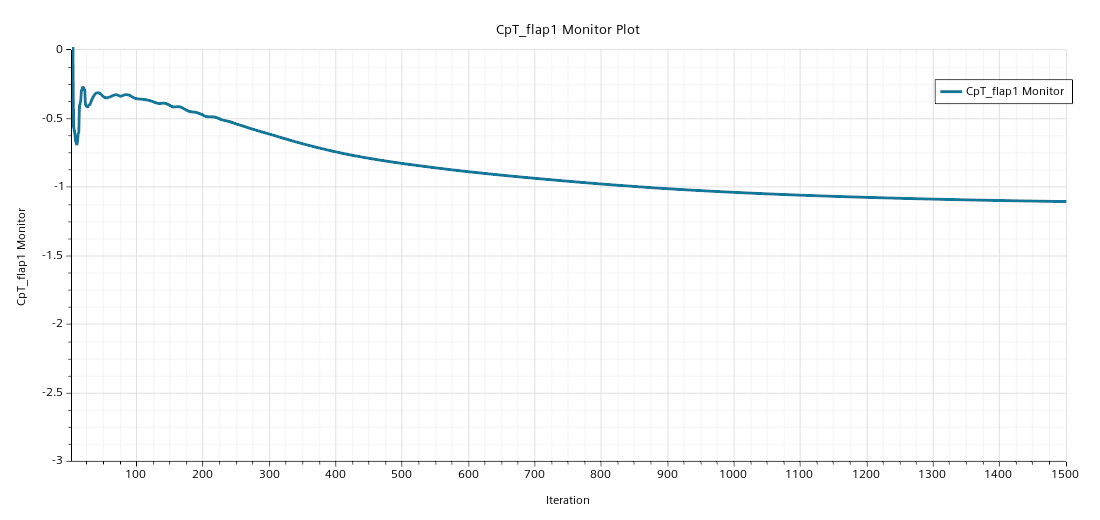 CpT_flap1 Monitor Plot
CpT_flap1 Monitor
CpT_flap1 Monitor
0
-0.5
-1
-1.5
-2
-2.5
-3
100 200 300 400 500 600 700 800 900 1000 1100 1200 1300 1400 1500
Iteration